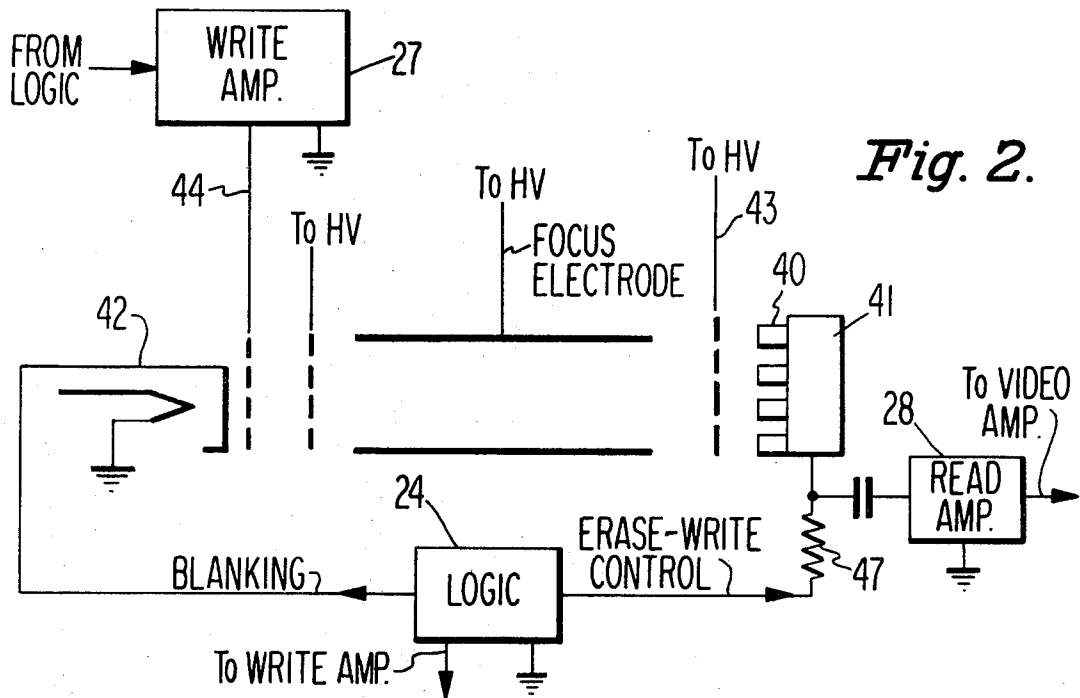 FROM
LOGIC
WRITE
AMP.
27
Fig. 2.
44
To HV
To HV
To HV
43
FOCUS
ELECTRODE
40
41
42
To VIDEO
AMP.
28
READ
AMP.
24
ERASE-WRITE
CONTROL
47
BLANKING
LOGIC
To WRITE AMP.